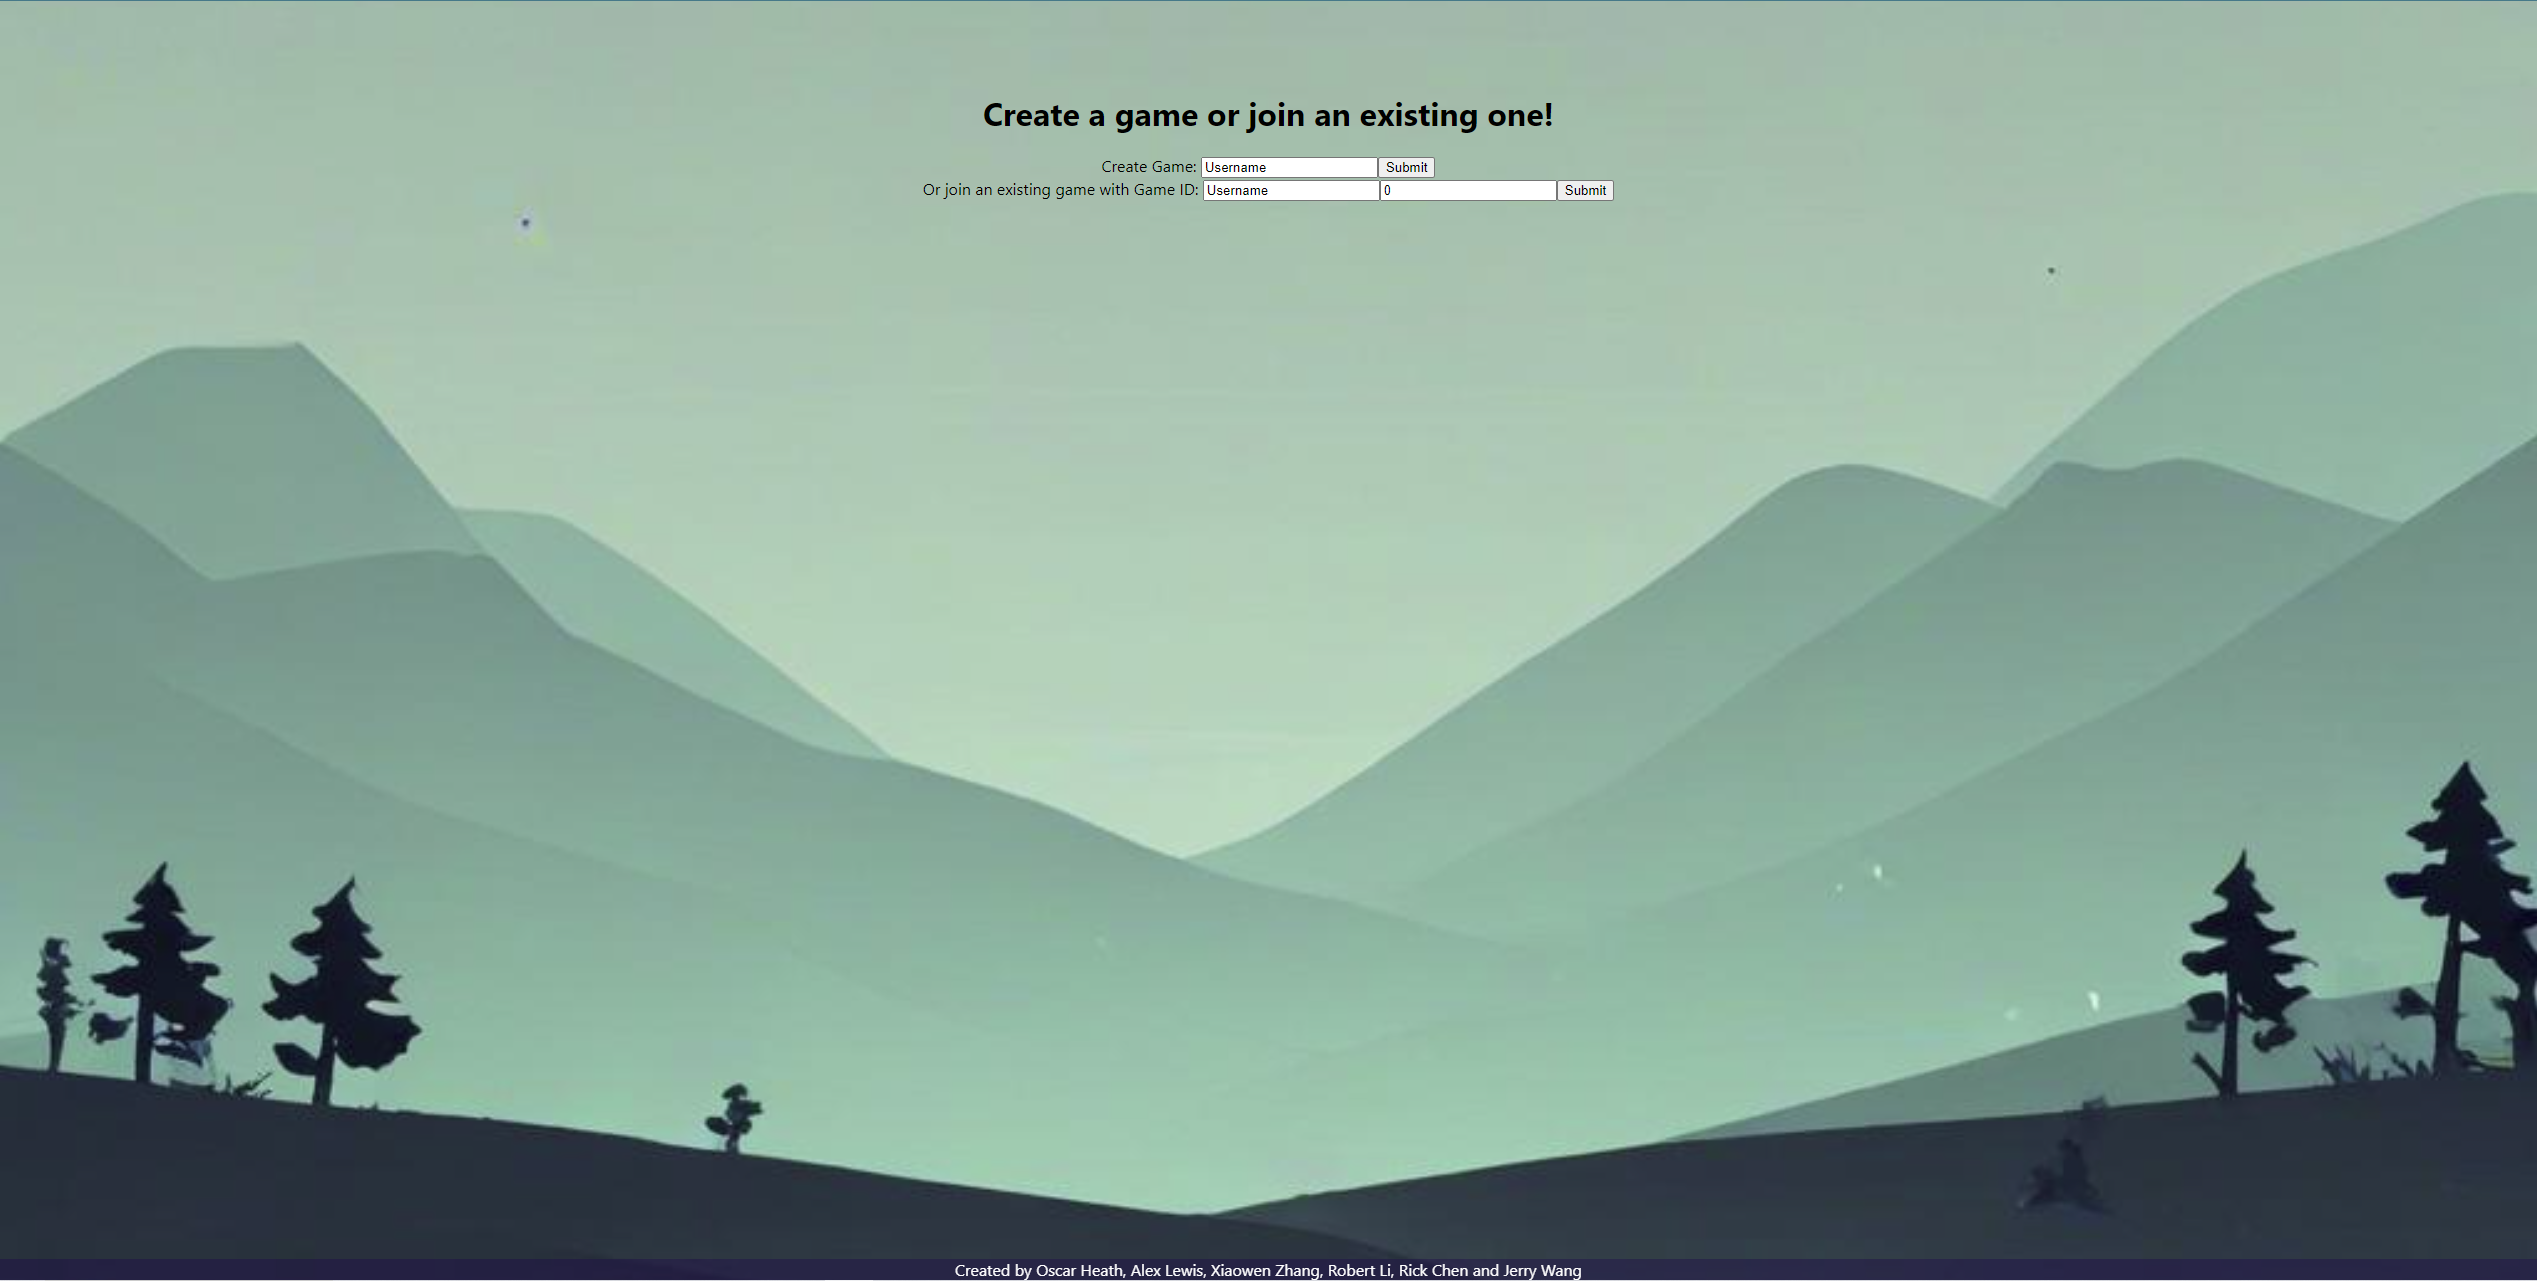 Create a game or join an existing one!
Create Game: Username Submit
Or join an existing game with Game ID: Username 0 Submit
Created by Oscar Heath, Alex Lewis, Xiaowen Zhang, Robert Li, Rick Chen and Jerry Wang